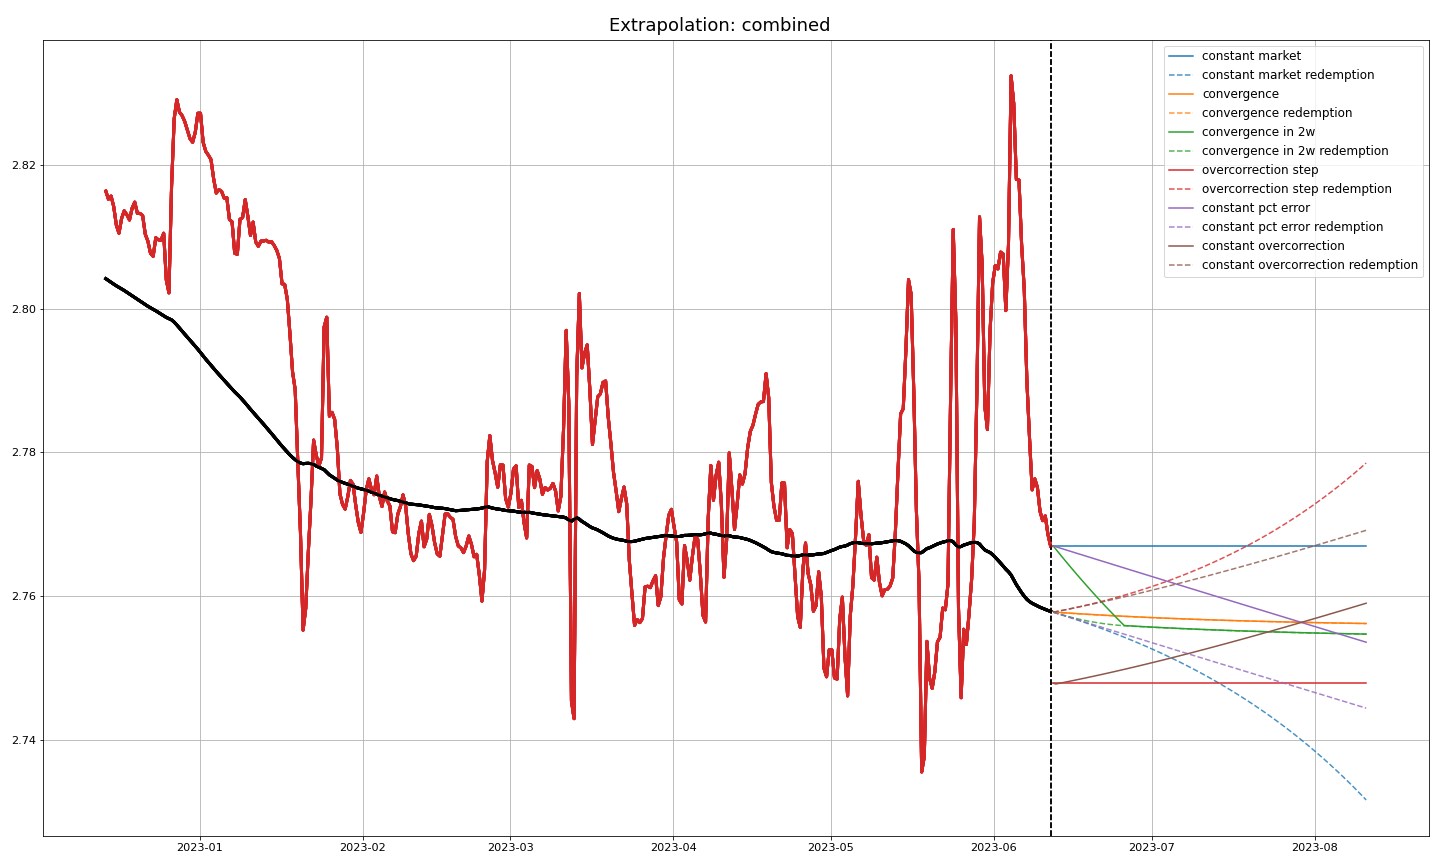 Extrapolation: combined
constant market
constant market redemption
convergence
convergence redemption
convergence in 2w
convergence in 2w redemption
overcorrection step
overcorrection step redemption
constant pct error
constant pct error redemption
constant overcorrection
constant overcorrection redemption
2.82
2.80
2.78
2.76
2.74
2023-01 2023-02 2023-03 2023-04 2023-05 2023-06 2023-07 2023-08